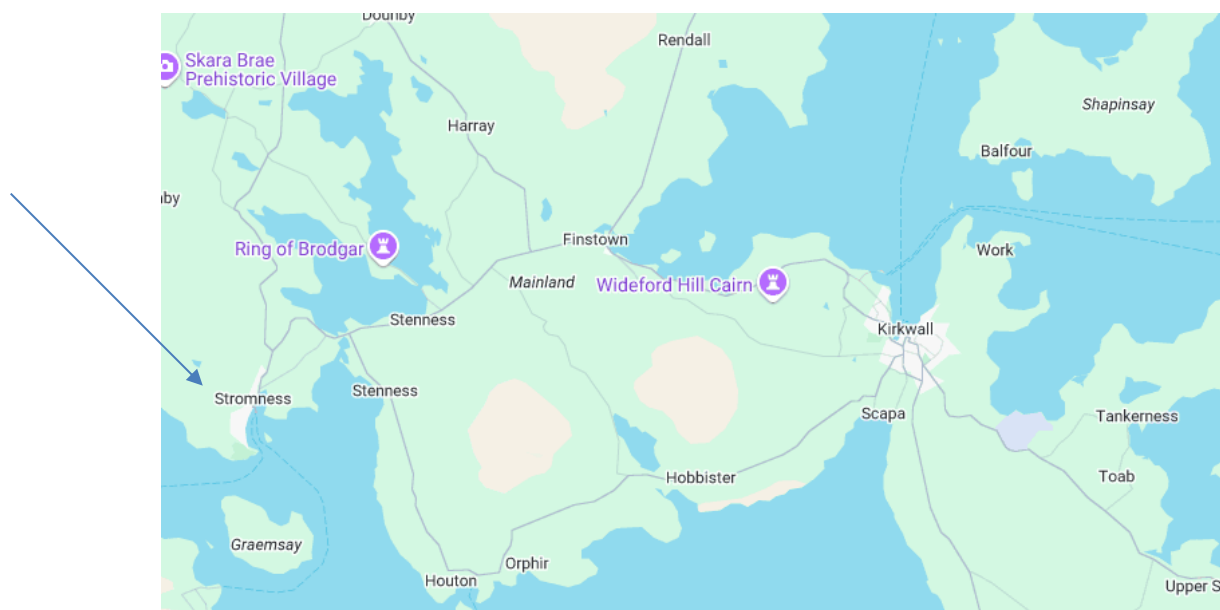 Dounby
Rendall
Skara Brae
Prehistoric Village
Shapinsay
Harray
Balfour
aby
Finstown
Ring of Brodgar
Work
Mainland
Wideford Hill Cairn
Stenness
Kirkwall
Stenness
Stromness
Scapa
Tankerness
Hobbister
Toab
Graemsay
Orphir
Houton
Upper S